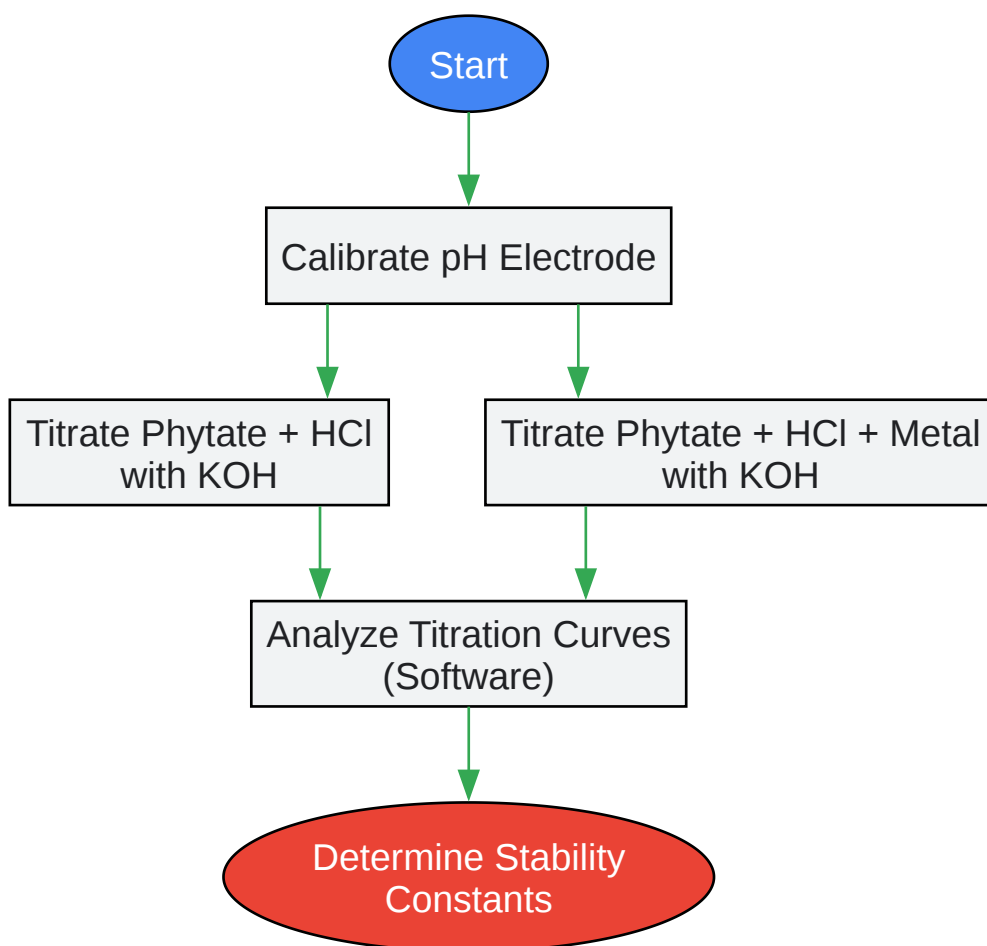 Start
Calibrate pH Electrode
Titrate Phytate + HCl
with KOH
Titrate Phytate + HCl + Metal
with KOH
Analyze Titration Curves
(Software)
Determine Stability
Constants